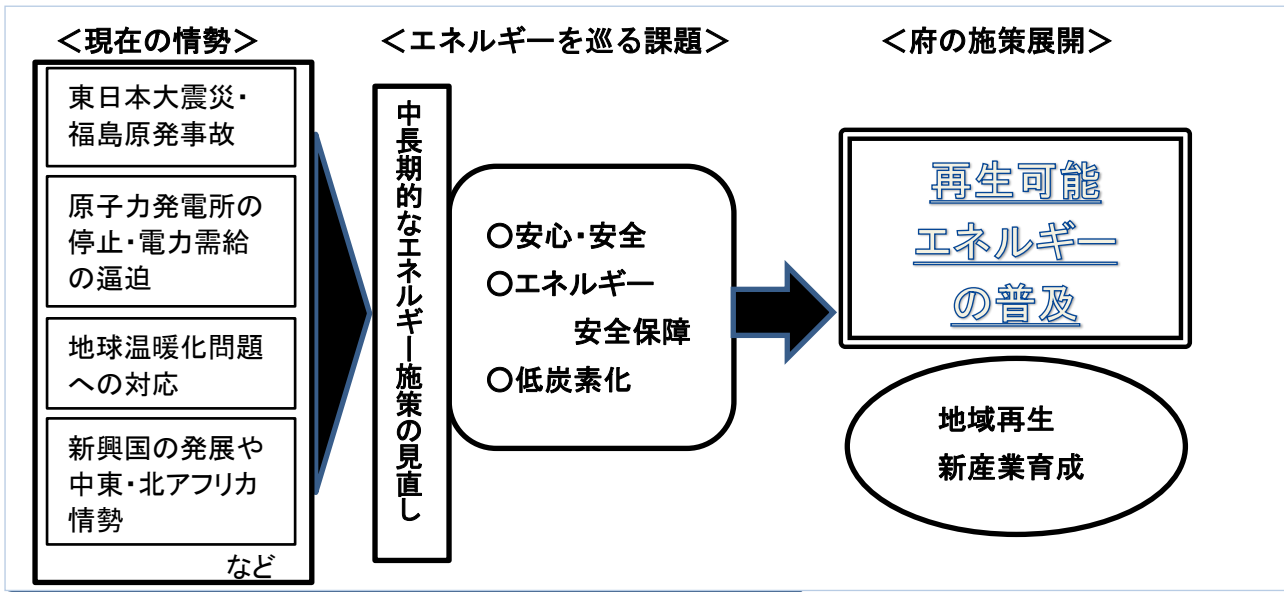 ＜現在の情勢＞
東日本大震災・
福島原発事故
原子力発電所の
停止・電力需給
の逼迫
地球温暖化問題
への対応
新興国の発展や
中東・北アフリカ
情勢
など
＜エネルギーを巡る課題＞
中長期的なエネルギー施策の見直し
○安心・安全
○エネルギー
安全保障
○低炭素化
＜府の施策展開＞
再生可能
エネルギー
の普及
地域再生
新産業育成